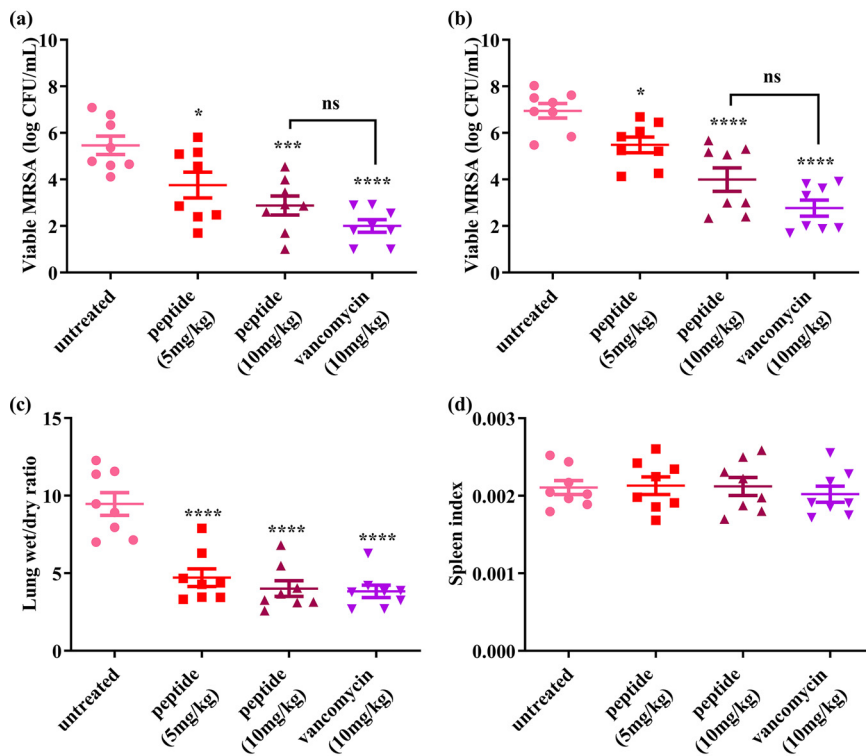 (a)
Viable MRSA (log CFU/mL)
10
8
6
4
2
0
*
***
ns
****
untreated
peptide
(5mg/kg)
peptide
(10mg/kg)
vancomycin
(10mg/kg)
(b)
Viable MRSA (log CFU/mL)
10
8
6
4
2
0
*
****
ns
****
untreated
peptide
(5mg/kg)
peptide
(10mg/kg)
vancomycin
(10mg/kg)
(c)
Lung wet/dry ratio
15
10
5
0
****
****
****
untreated
peptide
(5mg/kg)
peptide
(10mg/kg)
vancomycin
(10mg/kg)
(d)
Spleen index
0.003
0.002
0.001
0.000
untreated
peptide
(5mg/kg)
peptide
(10mg/kg)
vancomycin
(10mg/kg)